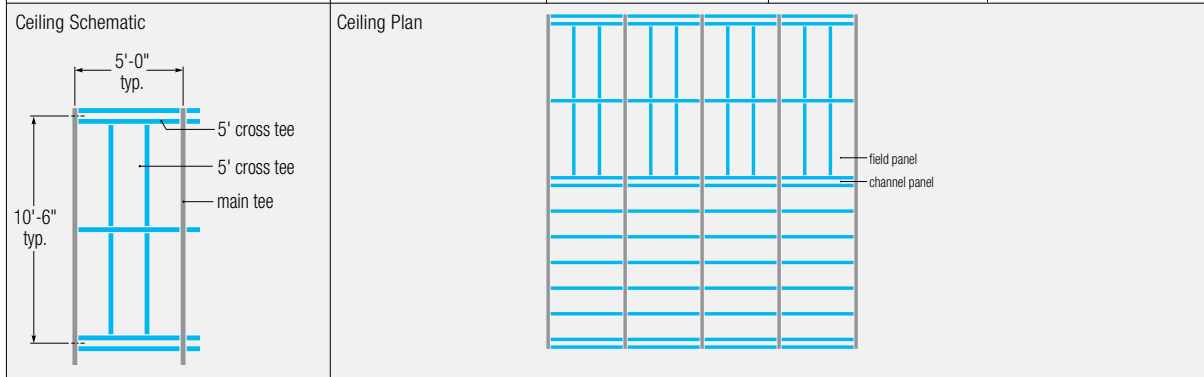 Ceiling Schematic
5'-0"
typ.
5' cross tee
5' cross tee
main tee
10'-6"
typ.
Ceiling Plan
field panel
channel panel